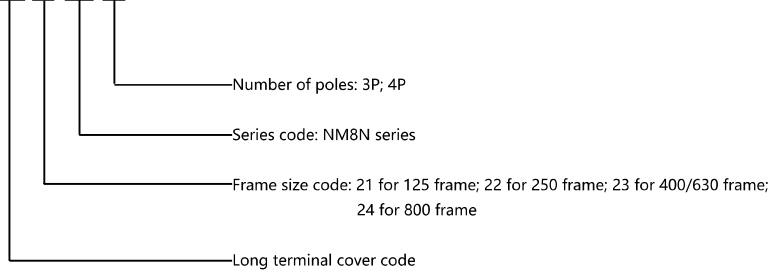 Number of poles: 3P; 4P
Series code: NM8N series
Frame size code: 21 for 125 frame; 22 for 250 frame; 23 for 400/630 frame;
24 for 800 frame
Long terminal cover code